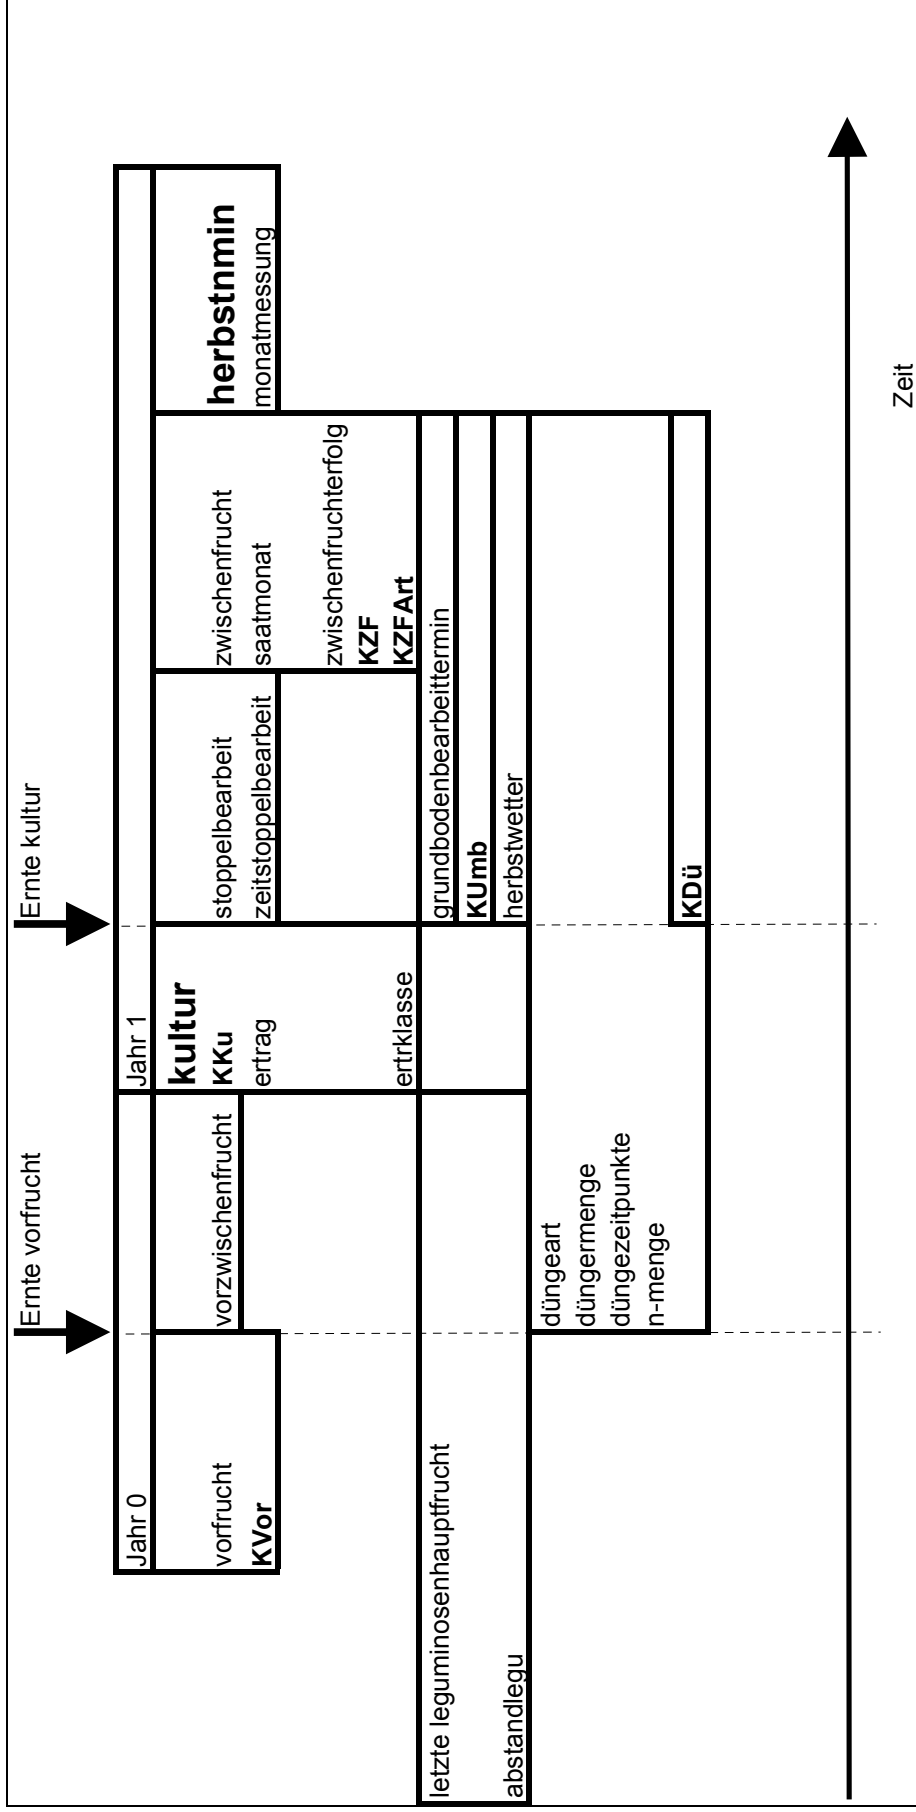 Ernte vorfrucht
Ernte kultur
Jahr 0
Jahr 1
vorfrucht
KVor
vorzwischenfrucht
kultur
KKu
ertrag
ertrklasse
stoppelbearbeit
zeitstoppelbearbeit
zwischenfrucht
saatmonat
zwischenfruchterfolg
KZF
KZFArt
herbstnmin
monatmessung
letzte leguminosenhauptfrucht
abstandlegu
grundbodenbearbeittermin
KUmb
herbstwetter
düngeart
düngermenge
düngezeitpunkte
n-menge
KDü
Zeit